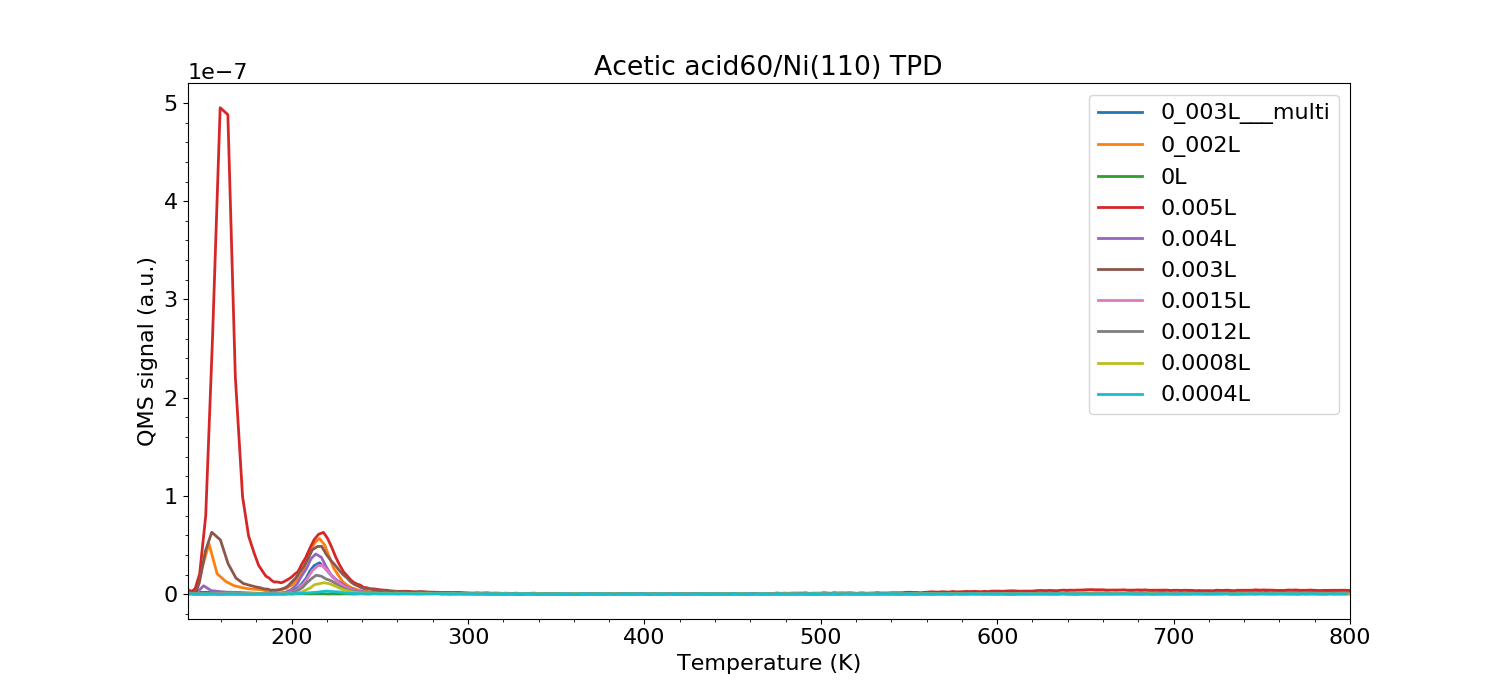 Acetic acid60/Ni(110) TPD
1e−7
5
4
3
2
1
0
QMS signal (a.u.)
200 300 400 500 600 700 800
Temperature (K)
0_003L___multi
0_002L
0L
0.005L
0.004L
0.003L
0.0015L
0.0012L
0.0008L
0.0004L